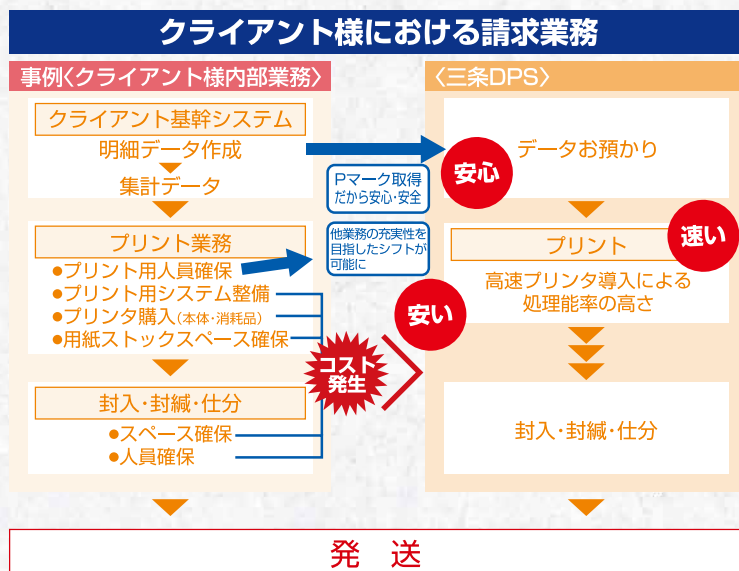 クライアント様における請求業務
事例〈クライアント様内部業務〉
クライアント基幹システム
明細データ作成
集計データ
プリント業務
●プリント用人員確保
●プリント用システム整備
●プリンタ購入(本体・消耗品)
●用紙ストックスペース確保
封入・封緘・仕分
●スペース確保
●人員確保
Pマーク取得
だから安心・安全
他業務の充実性を
目指したシフトが
可能に
コスト
発生
〈三条DPS〉
安心
データお預かり
速い
プリント
高速プリンタ導入による
処理能率の高さ
安い
封入・封緘・仕分
発 送